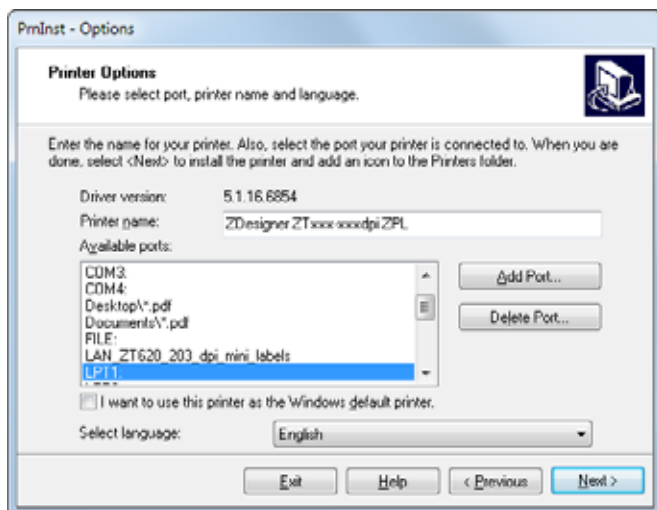 PrnInst - Options
Printer Options
Please select port, printer name and language.
Enter the name for your printer. Also, select the port your printer is connected to. When you are
done, select <Next> to install the printer and add an icon to the Printers folder.
Driver version: 5.1.16.6854
Printer name: ZDesigner ZTxxx-xxxdpi ZPL
Available ports:
COM3:
COM4:
Desktop\*.pdf
Documents\*.pdf
FILE:
LAN_ZT620_203_dpi_mini_labels
LPT1:
Add Port...
Delete Port...
I want to use this printer as the Windows default printer.
Select language: English
Exit Help < Previous Next >